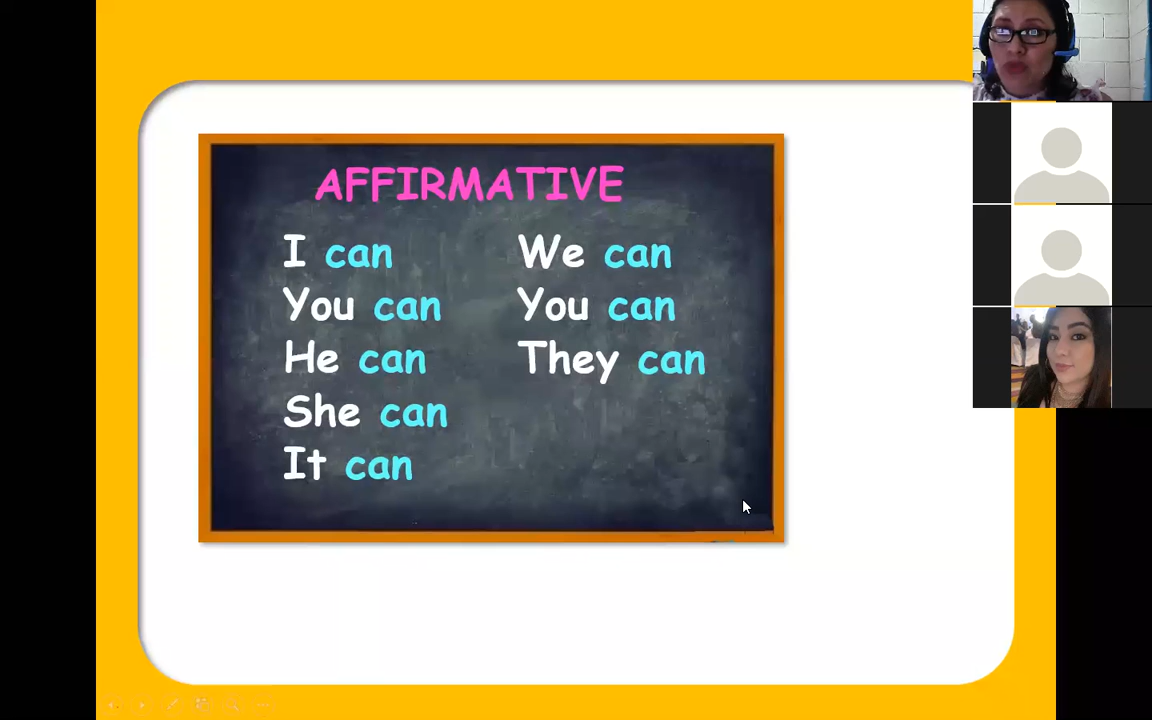 AFFIRMATIVE
I can
You can
He can
She can
It can
We can
You can
They can